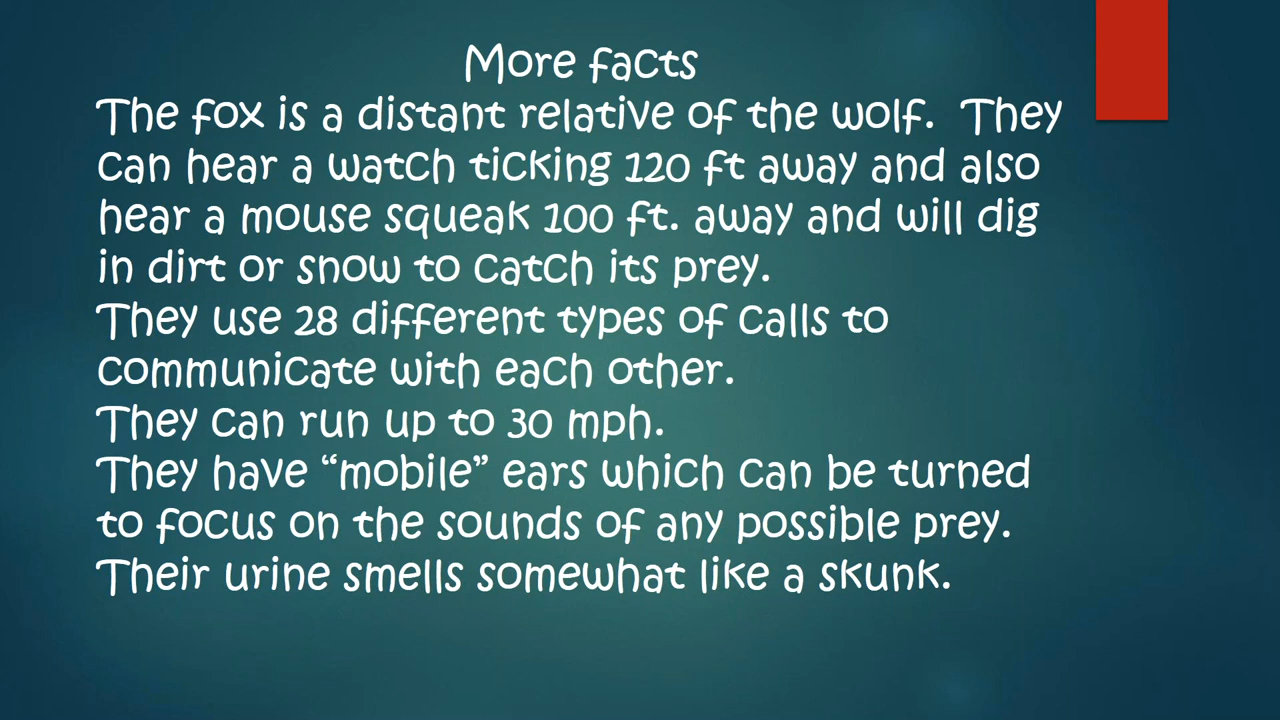 More facts
The fox is a distant relative of the wolf.  They
can hear a watch ticking 120 ft away and also
hear a mouse squeak 100 ft. away and will dig
in dirt or snow to catch its prey.
They use 28 different types of calls to
communicate with each other.
They can run up to 30 mph.
They have “mobile” ears which can be turned
to focus on the sounds of any possible prey.
Their urine smells somewhat like a skunk.